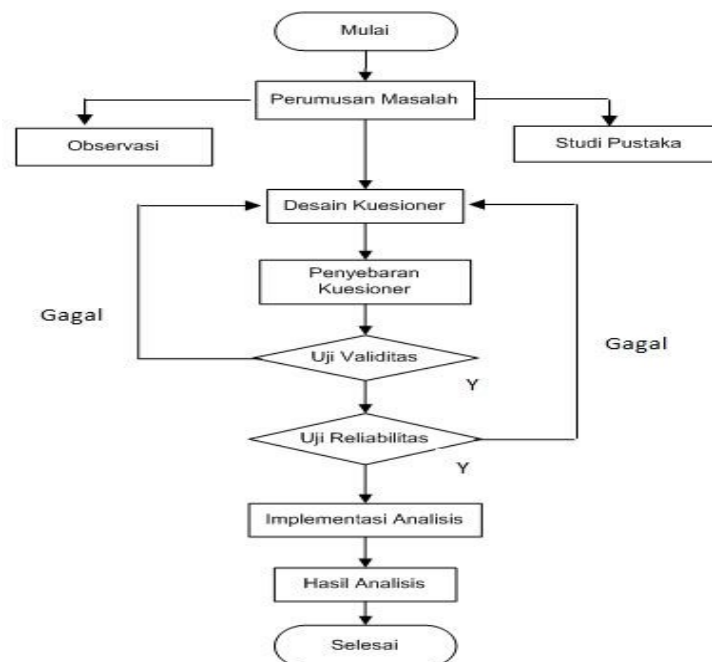 Mulai
Perumusan Masalah
Observasi
Studi Pustaka
Desain Kuesioner
Penyebaran
Kuesioner
Gagal
Uji Validitas
Gagal
Y
Uji Reliabilitas
Y
Implementasi Analisis
Hasil Analisis
Selesai